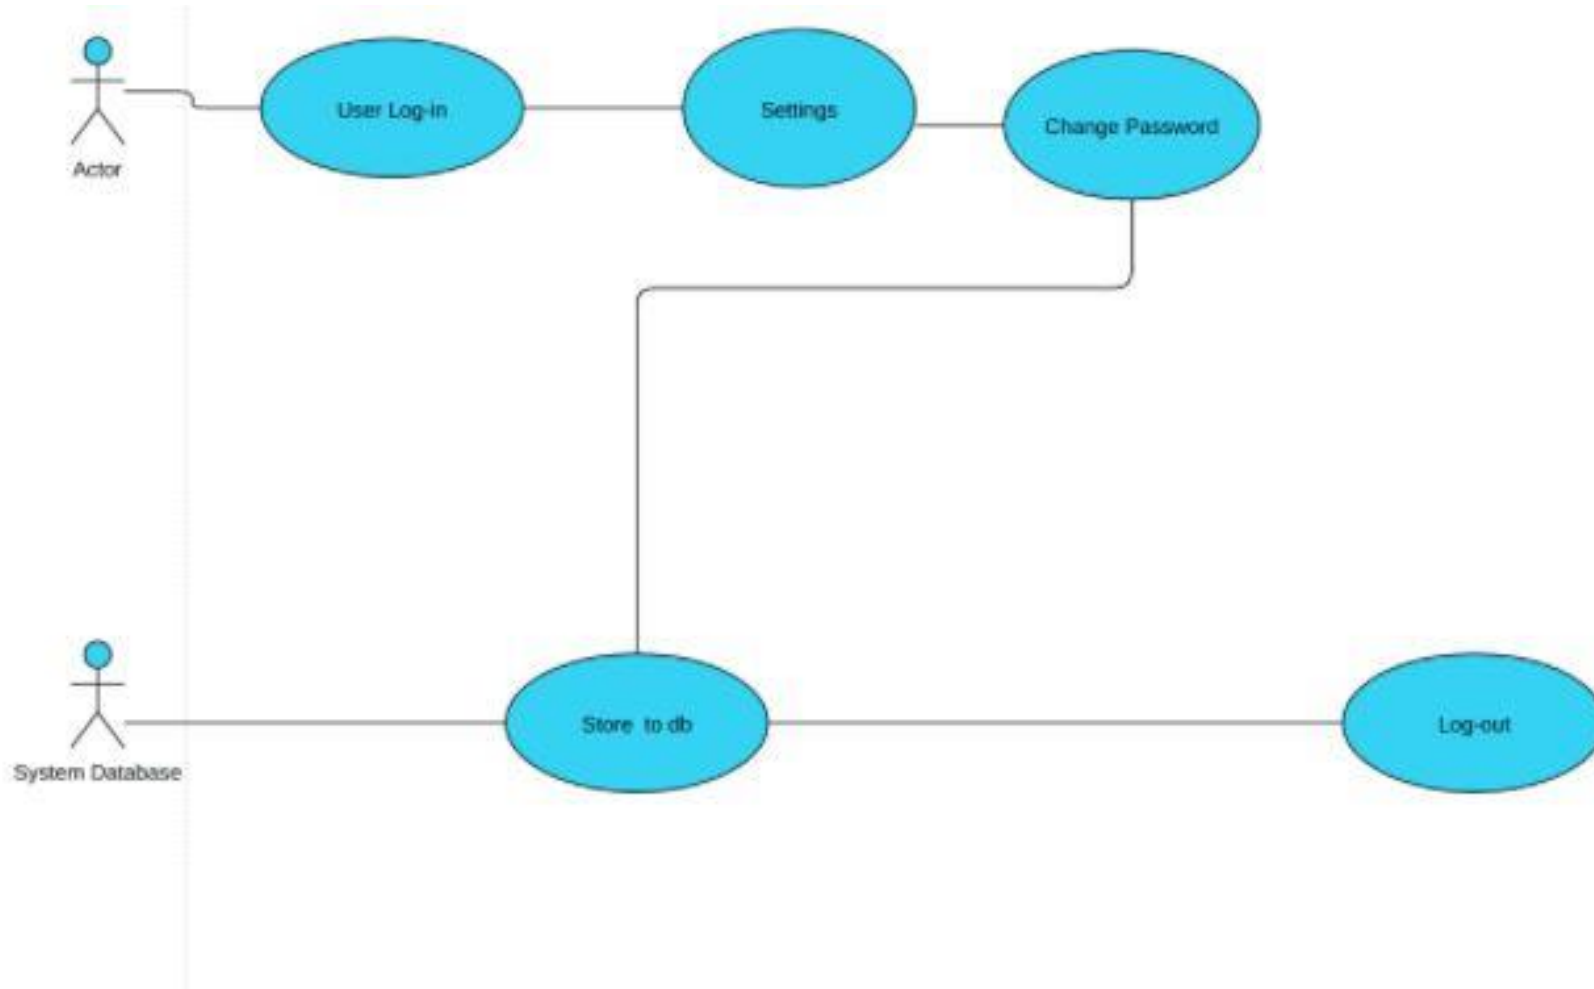 User Log-in
Settings
Change Password
Actor
Store to db
Log-out
System Database